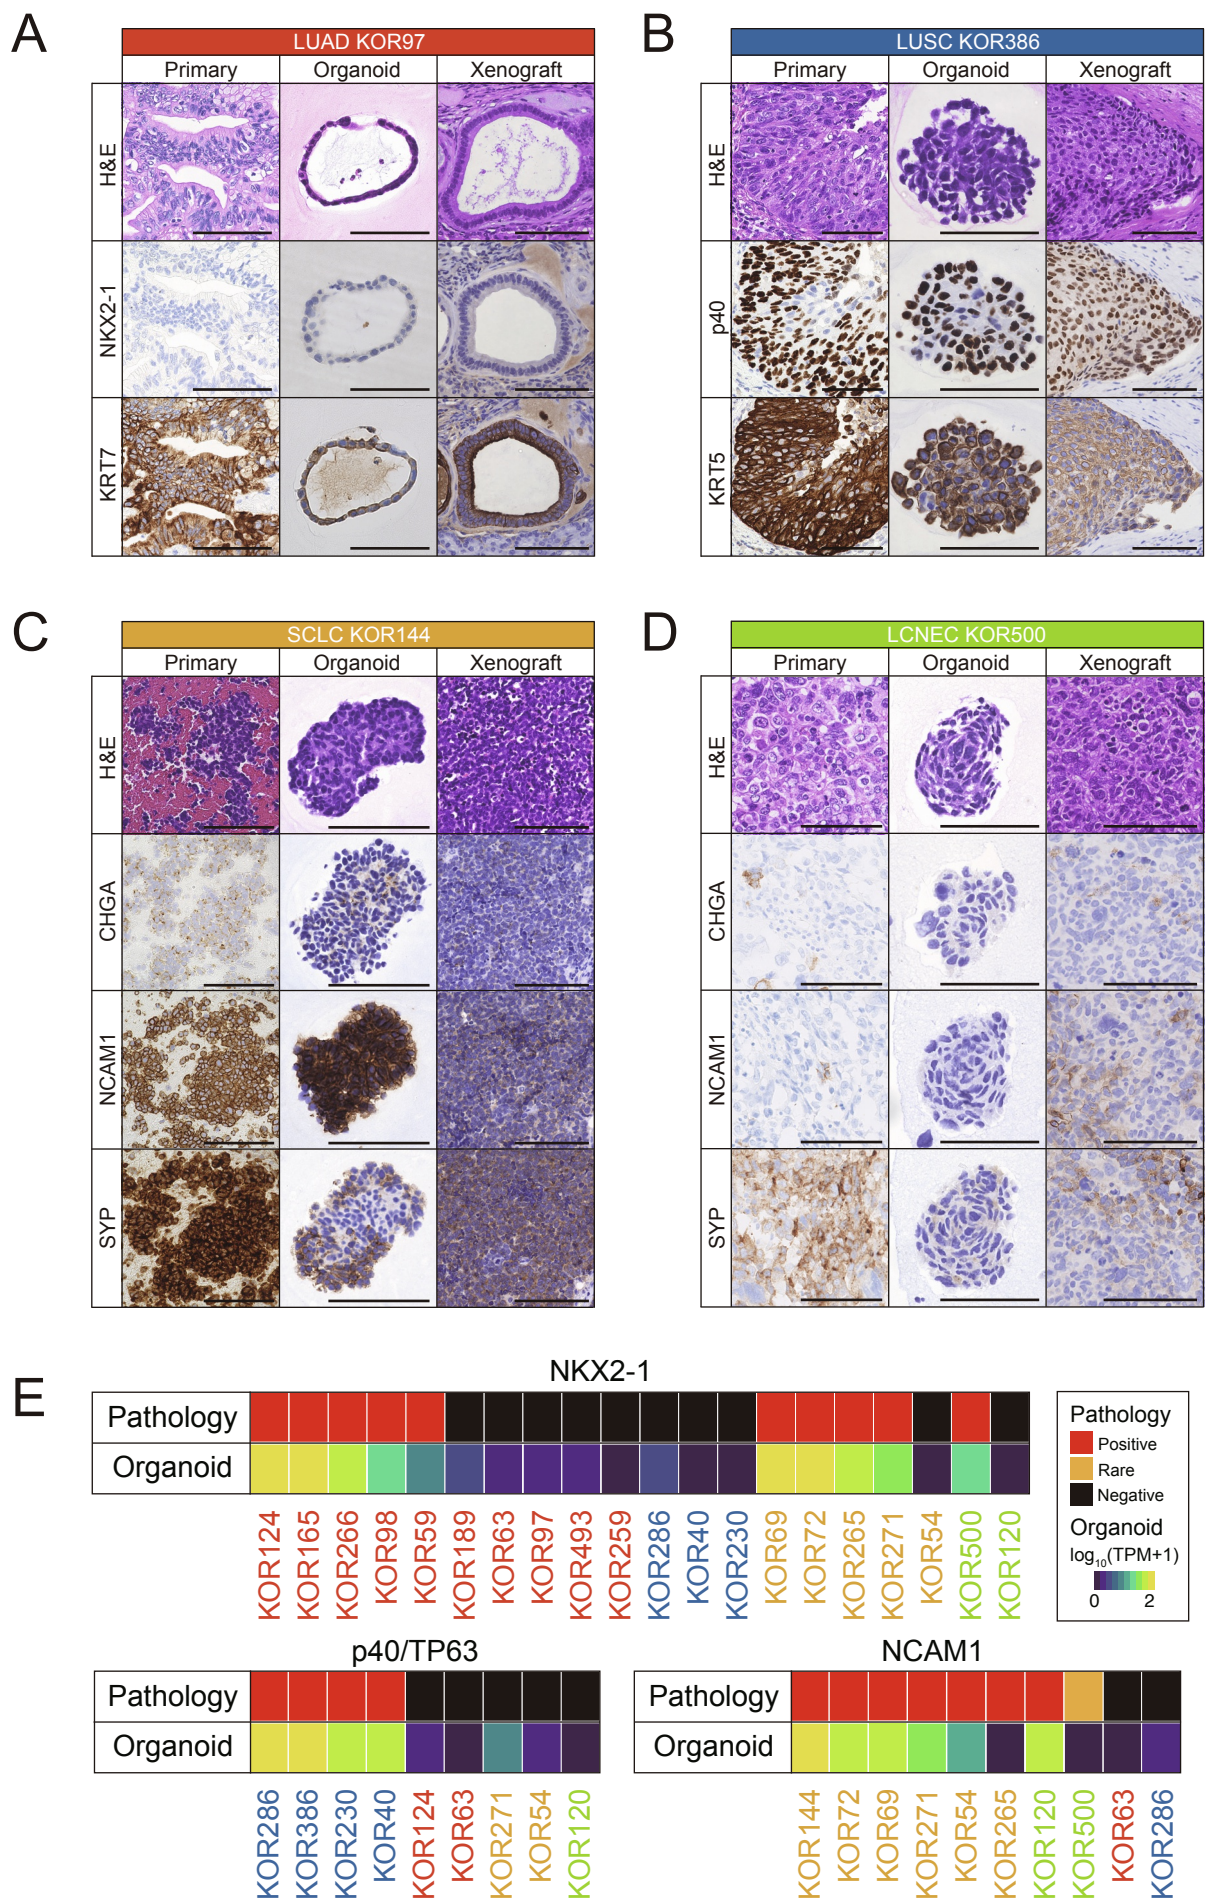 A
LUAD KOR97
Primary Organoid Xenograft
H&E
NKX2-1
KRT7
B
LUSC KOR386
Primary Organoid Xenograft
H&E
p40
KRT5
C
SCLC KOR144
Primary Organoid Xenograft
H&E
CHGA
NCAM1
SYP
D
LCNEC KOR500
Primary Organoid Xenograft
H&E
CHGA
NCAM1
SYP
E
NKX2-1
Pathology
Organoid
KOR124 KOR165 KOR266 KOR98 KOR59 KOR189 KOR63 KOR97 KOR493 KOR259 KOR286 KOR40 KOR230 KOR69 KOR72 KOR265 KOR271 KOR54 KOR500 KOR120
Pathology
Positive
Rare
Negative
Organoid
log10(TPM+1)
0 2
p40/TP63
Pathology
Organoid
KOR286 KOR386 KOR230 KOR40 KOR124 KOR63 KOR271 KOR54 KOR120
NCAM1
Pathology
Organoid
KOR144 KOR72 KOR69 KOR271 KOR54 KOR265 KOR120 KOR500 KOR63 KOR286